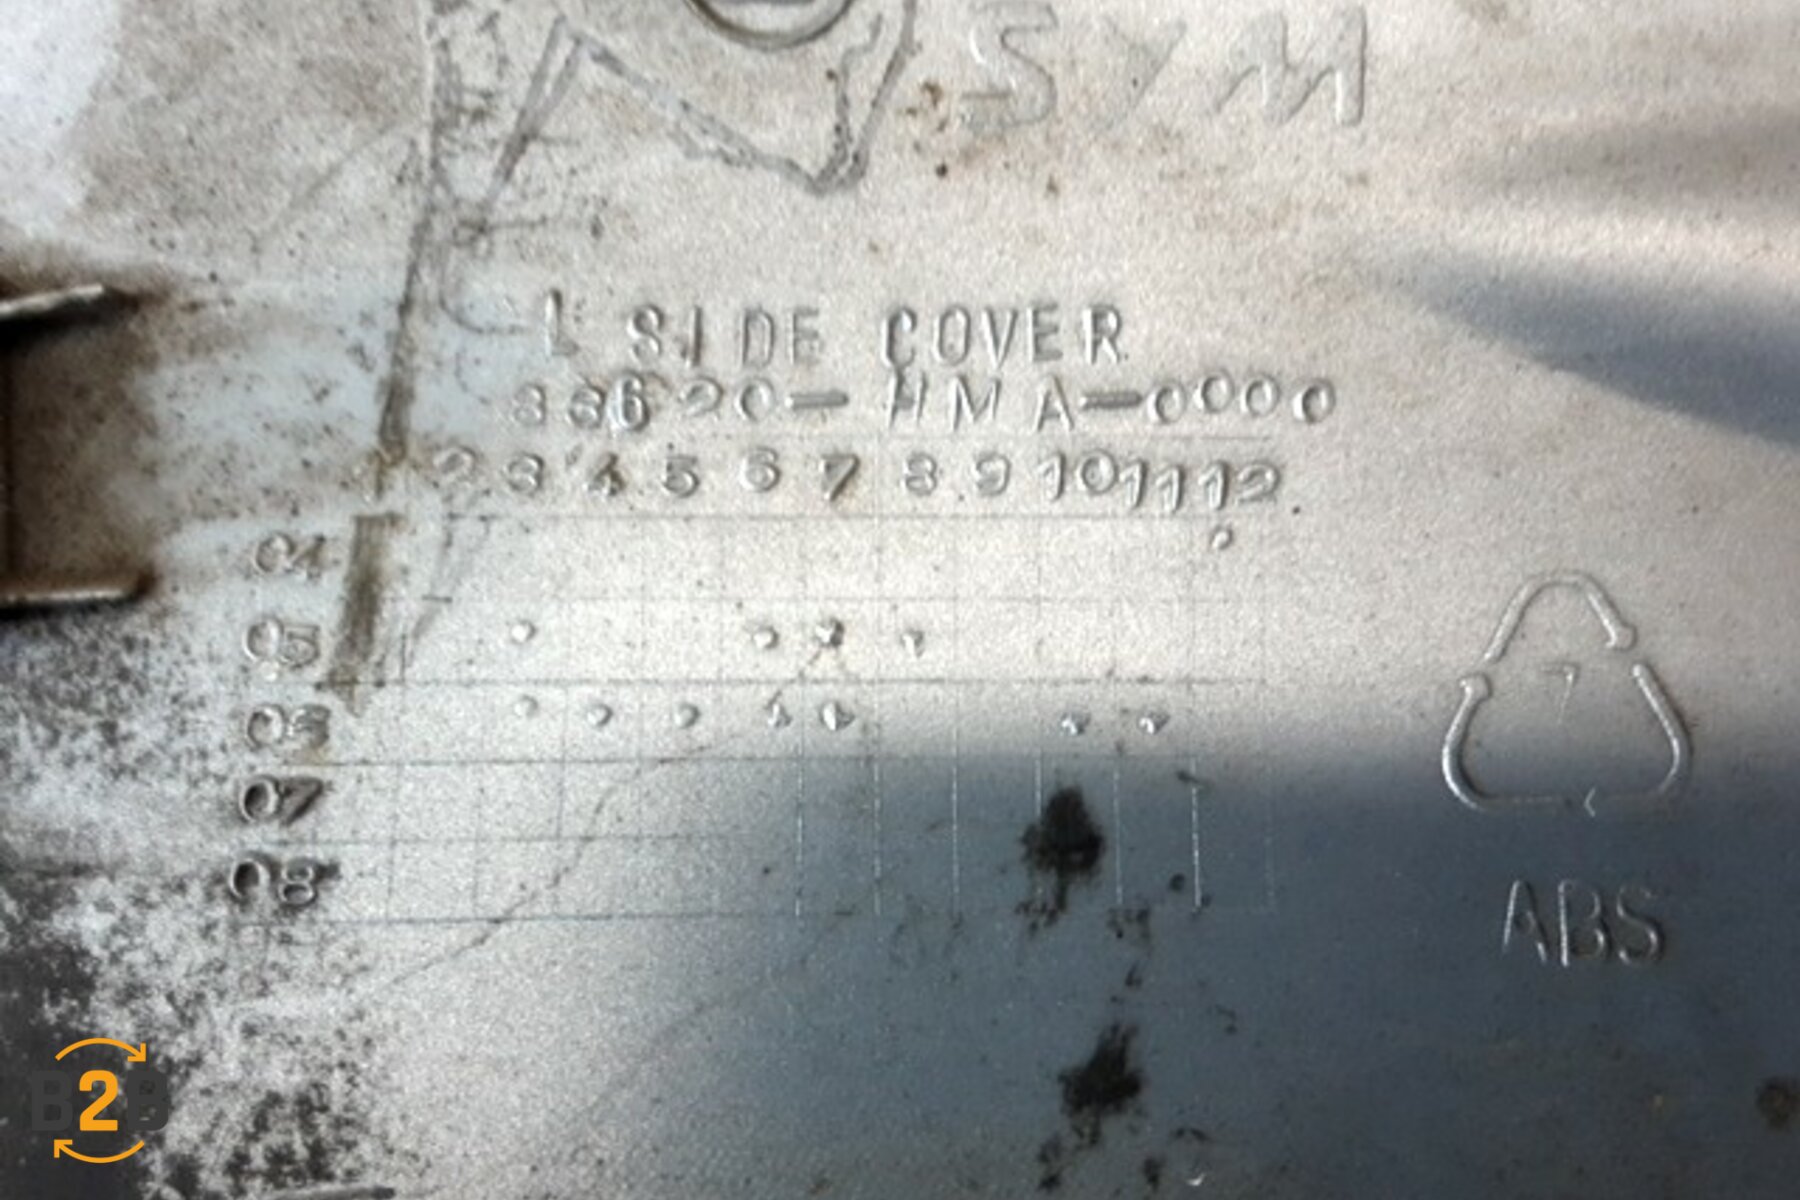 SYM
L SIDE COVER
83620-HMA-0000
1 2 3 4 5 6 7 8 9 10 11 12
04
05
06
07
08
7
ABS
B2B